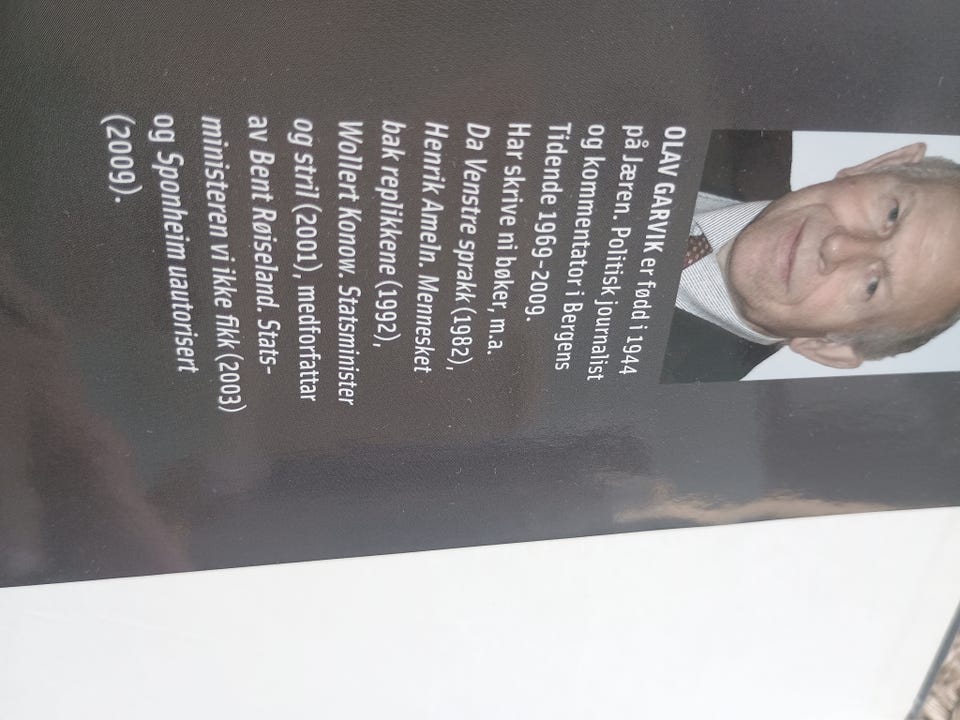 OLAV GARVIK er født i 1944
på Jæren. Politisk journalist
og kommentator i Bergens
Tidende 1969–2009.
Har skrive ni bøker, m.a.
Da Venstre sprakk (1982),
Henrik Ameln. Mennesket
bak replikkene (1992),
Wollert Konow. Statsminister
og stril (2001), medforfattar
av Bent Røiseland. Stats-
ministeren vi ikke fikk (2003)
og Sponheim uautorisert
(2009).